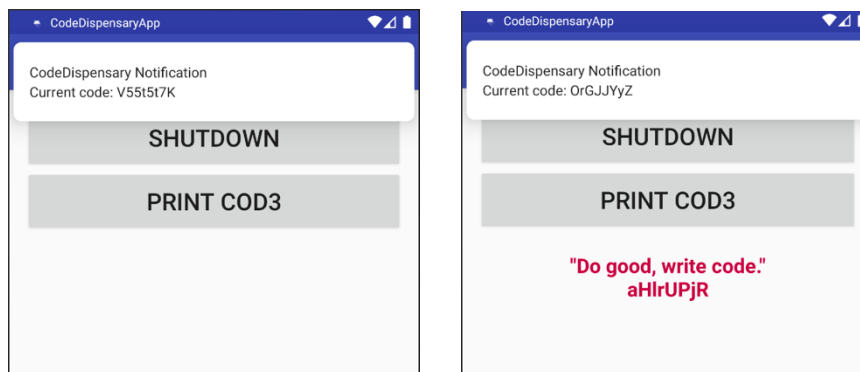 CodeDispensaryApp
CodeDispensary Notification
Current code: V55t5t7K
SHUTDOWN
PRINT COD3
CodeDispensaryApp
CodeDispensary Notification
Current code: OrGJJYyZ
SHUTDOWN
PRINT COD3
"Do good, write code."
aHlrUPjR